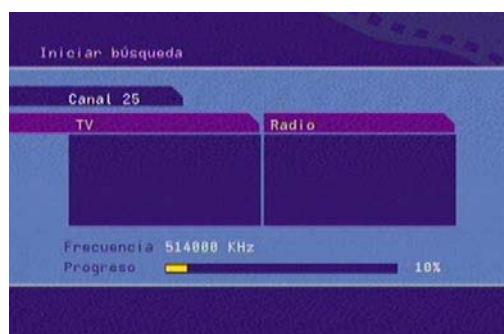 Iniciar búsqueda
Canal 25
TV
Radio
Frecuencia 514000 KHz
Progreso 10%